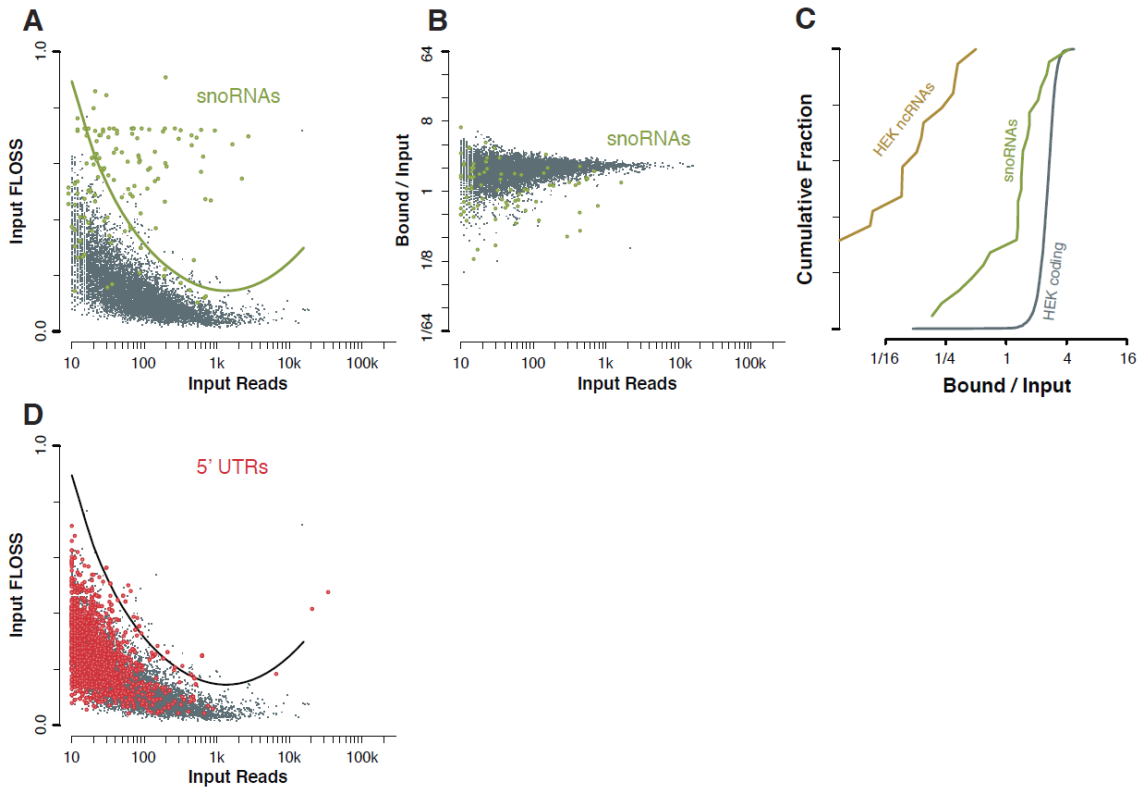 A
1.0
Input FLOSS
0.0
snoRNAs
10 100 1k 10k 100k
Input Reads
B
64
8
1
1/8
1/64
Bound / Input
snoRNAs
10 100 1k 10k 100k
Input Reads
C
Cumulative Fraction
HEK ncRNAs
snoRNAs
HEK coding
1/16 1/4 1 4 16
Bound / Input
D
1.0
Input FLOSS
0.0
5' UTRs
10 100 1k 10k 100k
Input Reads